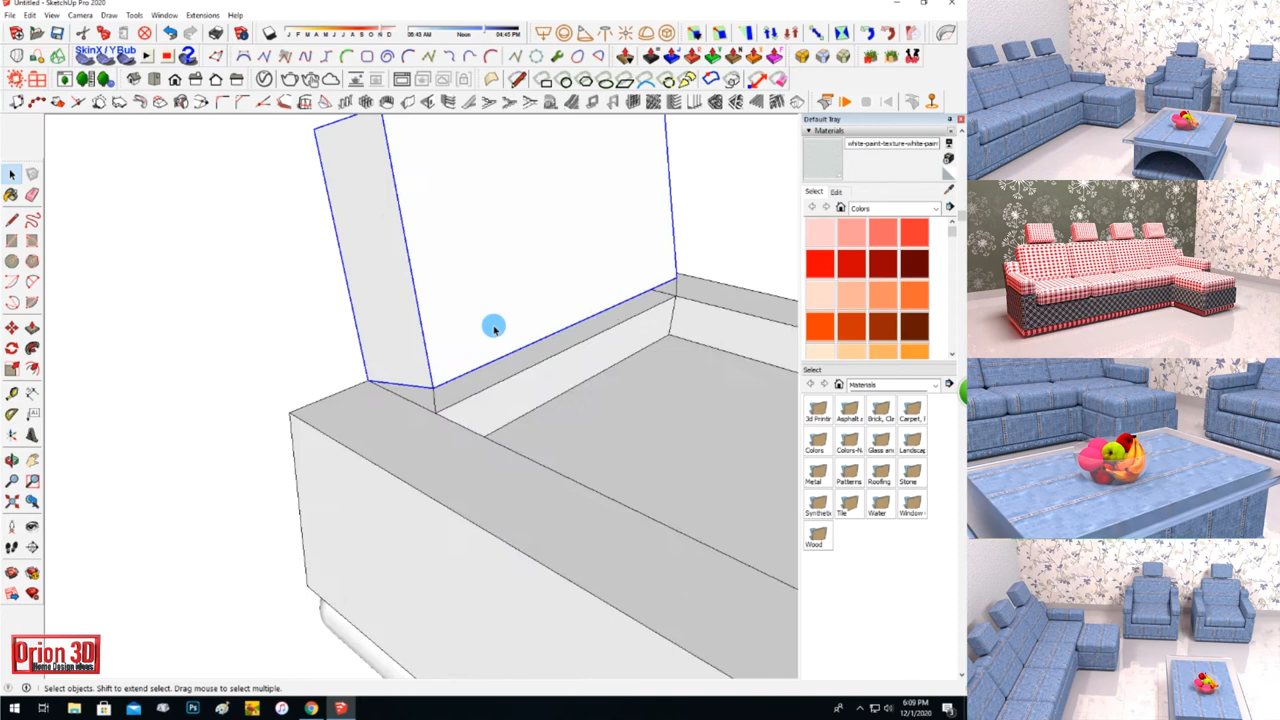 Untitled - SketchUp Pro 2020
File Edit View Camera Draw Tools Window Extensions Help
J F M A M J J A S O N D
06:43 AM Noon 04:45 PM
SkinX / YBub
Default Tray
Materials
white-paint-texture-white-pain
Select Edit
Colors
Select
Materials
3d Printi Asphalt a Brick, Cla Carpet, F
Colors Colors-N Glass an Landscap
Metal Patterns Roofing Stone
Syntheti Tile Water Window
Wood
Orion 3D
Home Design ideas
Select objects. Shift to extend select. Drag mouse to select multiple.
6:09 PM
12/1/2020